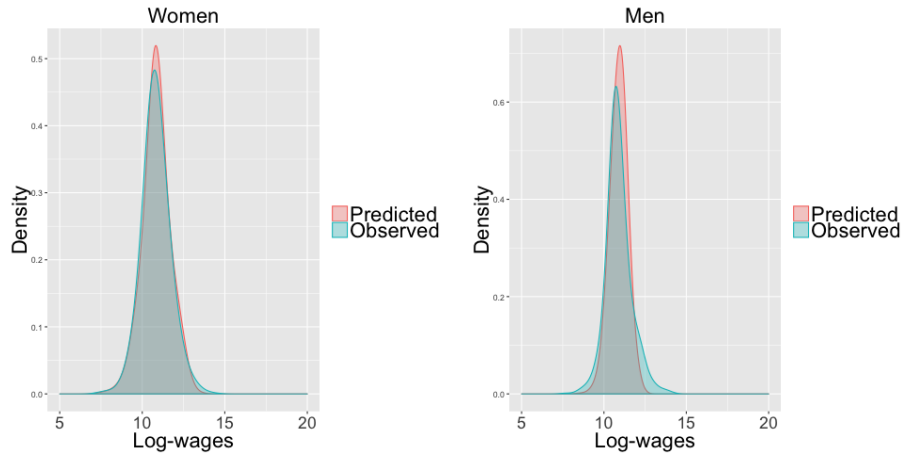 Women
Density
0.5
0.4
0.3
0.2
0.1
0.0
5 10 15 20
Log-wages
Predicted
Observed
Men
Density
0.6
0.4
0.2
0.0
5 10 15 20
Log-wages
Predicted
Observed